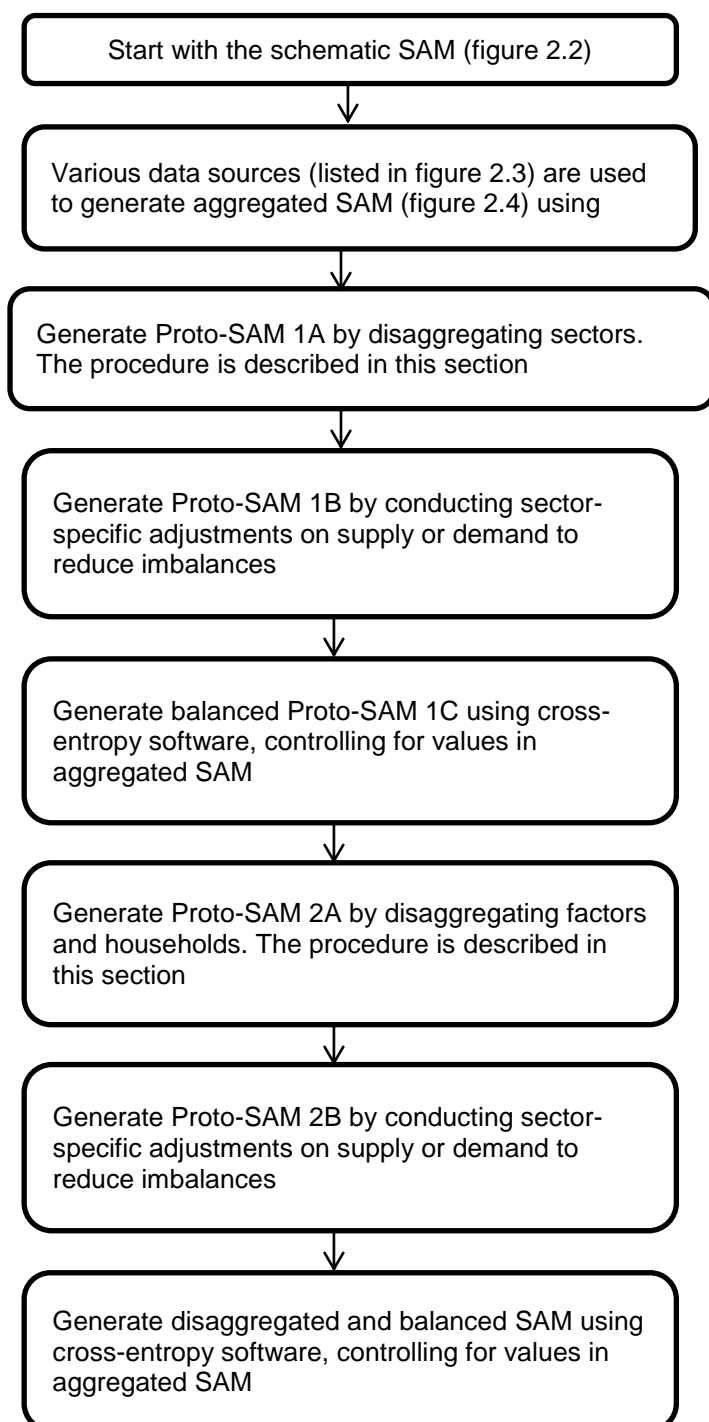 Start with the schematic SAM (figure 2.2)
Various data sources (listed in figure 2.3) are used
to generate aggregated SAM (figure 2.4) using
Generate Proto-SAM 1A by disaggregating sectors.
The procedure is described in this section
Generate Proto-SAM 1B by conducting sector-
specific adjustments on supply or demand to
reduce imbalances
Generate balanced Proto-SAM 1C using cross-
entropy software, controlling for values in
aggregated SAM
Generate Proto-SAM 2A by disaggregating factors
and households. The procedure is described in
this section
Generate Proto-SAM 2B by conducting sector-
specific adjustments on supply or demand to
reduce imbalances
Generate disaggregated and balanced SAM using
cross-entropy software, controlling for values in
aggregated SAM